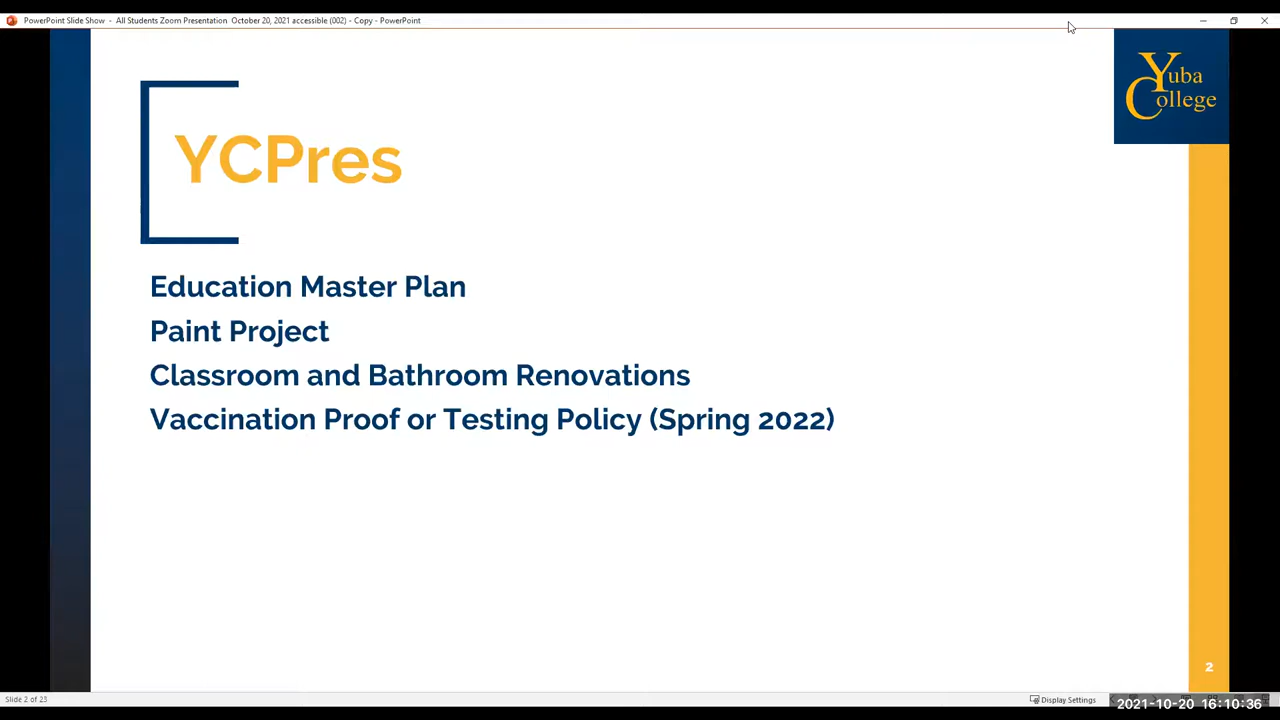 PowerPoint Slide Show - All Students Zoom Presentation October 20, 2021 accessible (002) - Copy - PowerPoint
Yuba
College
YCPres
Education Master Plan
Paint Project
Classroom and Bathroom Renovations
Vaccination Proof or Testing Policy (Spring 2022)
2
Slide 2 of 23
Display Settings
2021-10-20 16:10:36